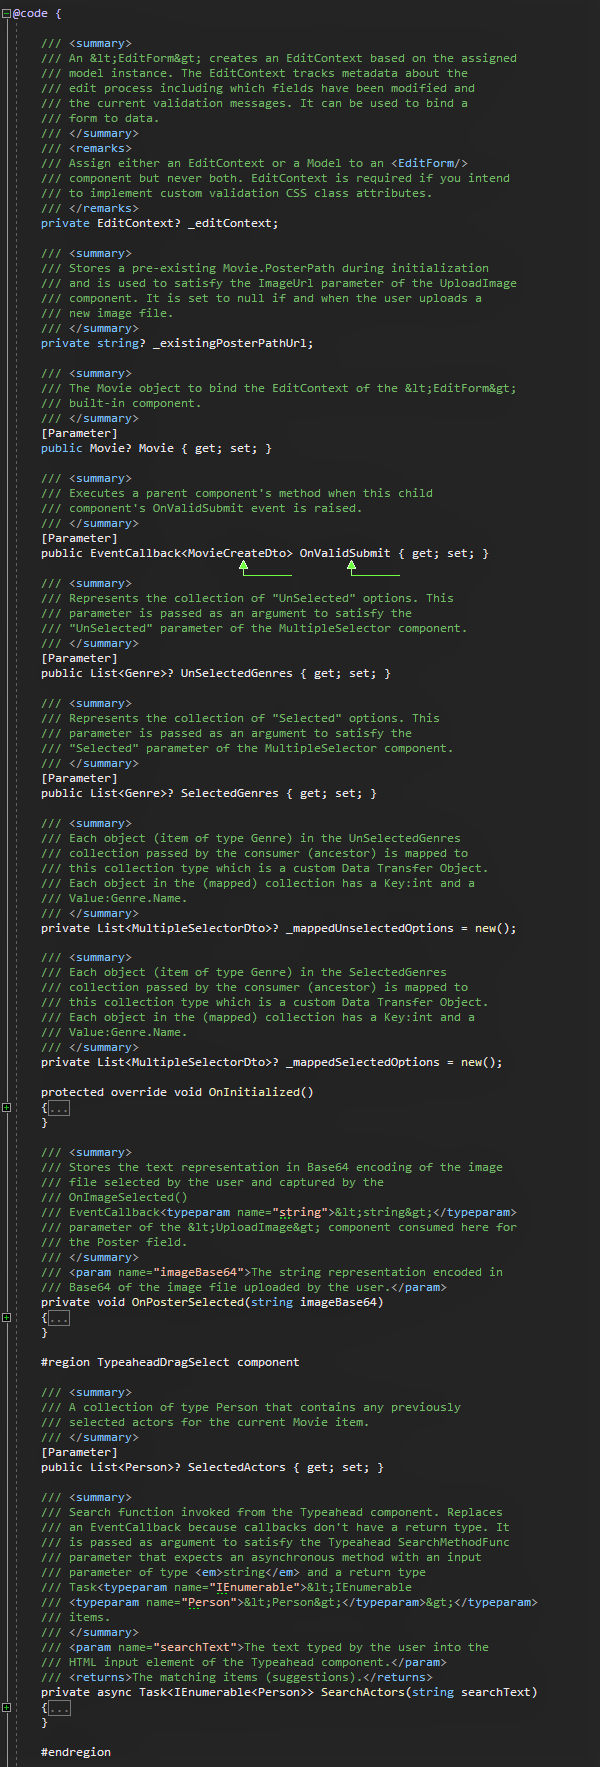 @code {
/// <summary>
/// An &lt;EditForm&gt; creates an EditContext based on the assigned
/// model instance. The EditContext tracks metadata about the
/// edit process including which fields have been modified and
/// the current validation messages. It can be used to bind a
/// form to data.
/// </summary>
/// <remarks>
/// Assign either an EditContext or a Model to an <EditForm/>
/// component but never both. EditContext is required if you intend
/// to implement custom validation CSS class attributes.
/// </remarks>
private EditContext? _editContext;
/// <summary>
/// Stores a pre-existing Movie.PosterPath during initialization
/// and is used to satisfy the ImageUrl parameter of the UploadImage
/// component. It is set to null if and when the user uploads a
/// new image file.
/// </summary>
private string? _existingPosterPathUrl;
/// <summary>
/// The Movie object to bind the EditContext of the &lt;EditForm&gt;
/// built-in component.
/// </summary>
[Parameter]
public Movie? Movie { get; set; }
/// <summary>
/// Executes a parent component's method when this child
/// component's OnValidSubmit event is raised.
/// </summary>
[Parameter]
public EventCallback<MovieCreateDto> OnValidSubmit { get; set; }
/// <summary>
/// Represents the collection of "UnSelected" options. This
/// parameter is passed as an argument to satisfy the
/// "UnSelected" parameter of the MultipleSelector component.
/// </summary>
[Parameter]
public List<Genre>? UnSelectedGenres { get; set; }
/// <summary>
/// Represents the collection of "Selected" options. This
/// parameter is passed as an argument to satisfy the
/// "Selected" parameter of the MultipleSelector component.
/// </summary>
[Parameter]
public List<Genre>? SelectedGenres { get; set; }
/// <summary>
/// Each object (item of type Genre) in the UnSelectedGenres
/// collection passed by the consumer (ancestor) is mapped to
/// this collection type which is a custom Data Transfer Object.
/// Each object in the (mapped) collection has a Key:int and a
/// Value:Genre.Name.
/// </summary>
private List<MultipleSelectorDto>? _mappedUnselectedOptions = new();
/// <summary>
/// Each object (item of type Genre) in the SelectedGenres
/// collection passed by the consumer (ancestor) is mapped to
/// this collection type which is a custom Data Transfer Object.
/// Each object in the (mapped) collection has a Key:int and a
/// Value:Genre.Name.
/// </summary>
private List<MultipleSelectorDto>? _mappedSelectedOptions = new();
protected override void OnInitialized()
{...
}
/// <summary>
/// Stores the text representation in Base64 encoding of the image
/// file selected by the user and captured by the
/// OnImageSelected()
/// EventCallback<typeparam name="string">&lt;string&gt;</typeparam>
/// parameter of the &lt;UploadImage&gt; component consumed here for
/// the Poster field.
/// </summary>
/// <param name="imageBase64">The string representation encoded in
/// Base64 of the image file uploaded by the user.</param>
private void OnPosterSelected(string imageBase64)
{...
}
#region TypeaheadDragSelect component
/// <summary>
/// A collection of type Person that contains any previously
/// selected actors for the current Movie item.
/// </summary>
[Parameter]
public List<Person>? SelectedActors { get; set; }
/// <summary>
/// Search function invoked from the Typeahead component. Replaces
/// an EventCallback because callbacks don't have a return type. It
/// is passed as argument to satisfy the Typeahead SearchMethodFunc
/// parameter that expects an asynchronous method with an input
/// parameter of type <em>string</em> and a return type
/// Task<typeparam name="IEnumerable">&lt;IEnumerable
/// <typeparam name="Person">&lt;Person&gt;</typeparam>&gt;</typeparam>
/// items.
/// </summary>
/// <param name="searchText">The text typed by the user into the
/// HTML input element of the Typeahead component.</param>
/// <returns>The matching items (suggestions).</returns>
private async Task<IEnumerable<Person>> SearchActors(string searchText)
{...
}
#endregion